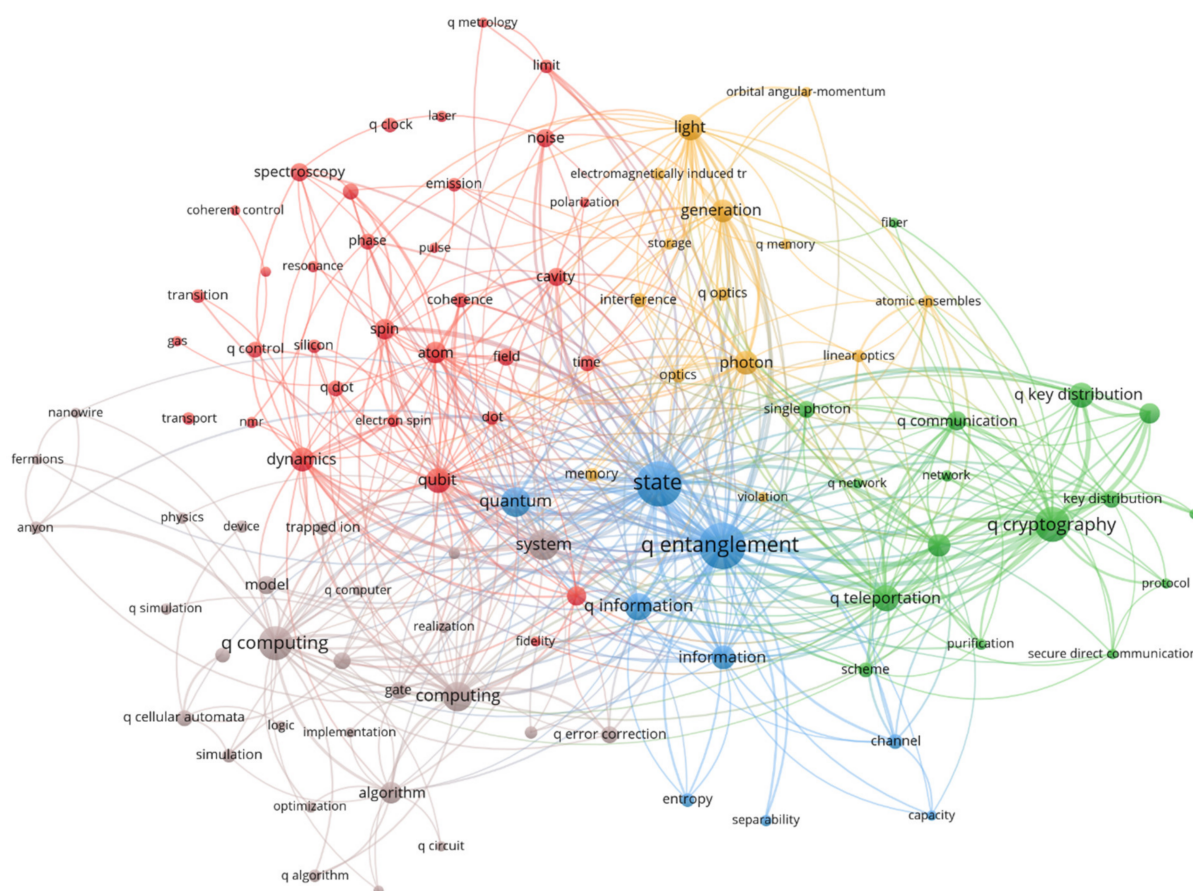 q metrology
limit
orbital angular-momentum
laser
q clock
light
noise
spectroscopy
electromagnetically induced tr
emission
polarization
coherent control
generation
fiber
phase
pulse
storage
q memory
resonance
cavity
transition
coherence
interference
q optics
atomic ensembles
spin
gas
q control
silicon
atom
field
time
photon
linear optics
optics
q dot
q key distribution
nanowire
transport
nmr
electron spin
dot
single photon
q communication
fermions
dynamics
qubit
memory
state
q network
network
quantum
violation
key distribution
physics
anyon
device
trapped ion
q cryptography
system
q entanglement
model
q computer
protocol
q simulation
q information
q teleportation
realization
q computing
fidelity
purification
information
secure direct communication
scheme
gate
computing
q cellular automata
logic
implementation
q error correction
channel
simulation
algorithm
entropy
optimization
separability
capacity
q circuit
q algorithm